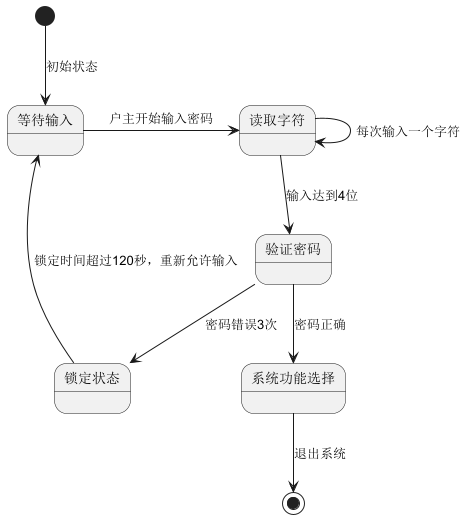 初始状态
等待输入
户主开始输入密码
读取字符
每次输入一个字符
输入达到4位
验证密码
锁定时间超过120秒，重新允许输入
密码错误3次
密码正确
锁定状态
系统功能选择
退出系统